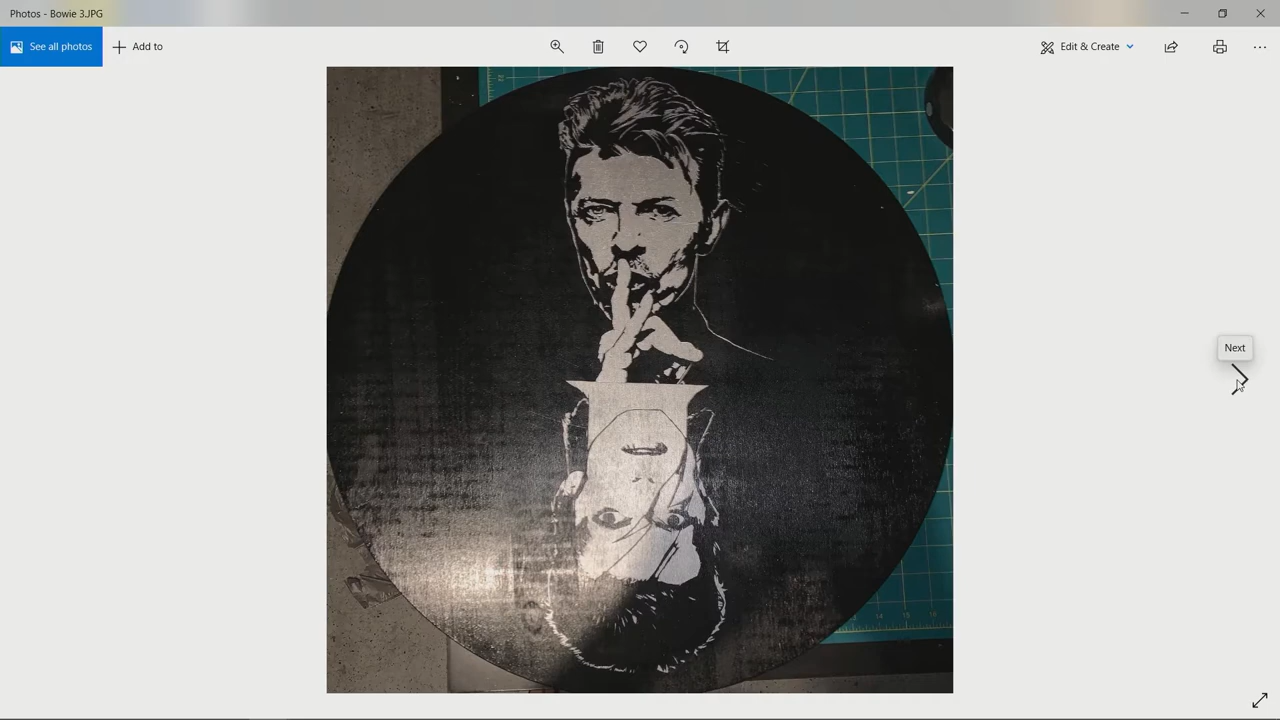 Photos - Bowie 3.JPG
See all photos
Add to
Edit & Create
Next